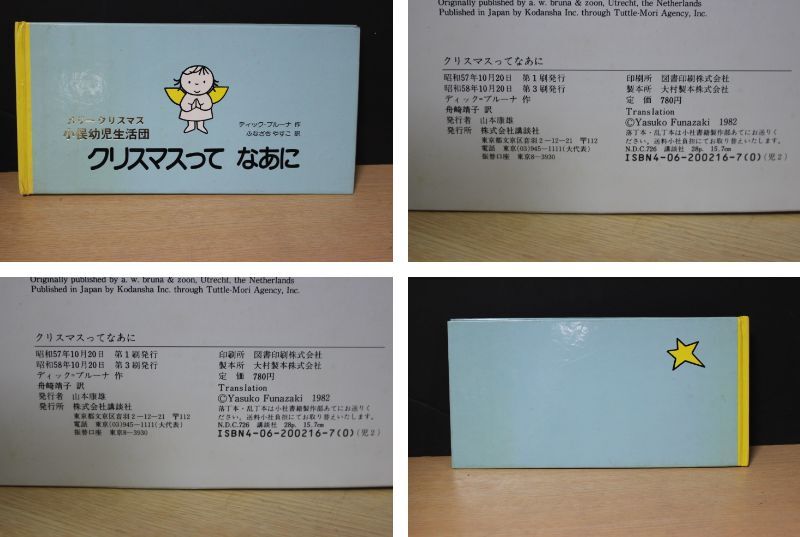 メリークリスマス
小俣幼児生活団
ディック・ブルーナ 作
ふなざき やすこ 訳
クリスマスって なあに
Originally published by a. w. bruna & zoon, Utrecht, the Netherlands
Published in Japan by Kodansha Inc. through Tuttle-Mori Agency, Inc.
クリスマスってなあに
昭和57年10月20日 第1刷発行
昭和58年10月20日 第3刷発行
ディック=ブルーナ 作
舟崎靖子 訳
発行者 山本康雄
発行所 株式会社講談社
東京都文京区音羽2-12-21 〒112
電話 東京(03)945-1111(大代表)
振替口座 東京8-3930
印刷所 図書印刷株式会社
製本所 大村製本株式会社
定価 780円
Translation
©Yasuko Funazaki 1982
落丁本・乱丁本は小社書籍製作部あてにお送りく
ださい。送料小社負担にてお取り替えいたします。
N.D.C.726 講談社 28p. 15.7cm
ISBN4-06-200216-7(0)(児2)
Originally published by a. w. bruna & zoon, Utrecht, the Netherlands
Published in Japan by Kodansha Inc. through Tuttle-Mori Agency, Inc.
クリスマスってなあに
昭和57年10月20日 第1刷発行
昭和58年10月20日 第3刷発行
ディック=ブルーナ 作
舟崎靖子 訳
発行者 山本康雄
発行所 株式会社講談社
東京都文京区音羽2-12-21 〒112
電話 東京(03)945-1111(大代表)
振替口座 東京8-3930
印刷所 図書印刷株式会社
製本所 大村製本株式会社
定価 780円
Translation
©Yasuko Funazaki 1982
落丁本・乱丁本は小社書籍製作部あてにお送りく
ださい。送料小社負担にてお取り替えいたします。
N.D.C.726 講談社 28p. 15.7cm
ISBN4-06-200216-7(0)(児2)